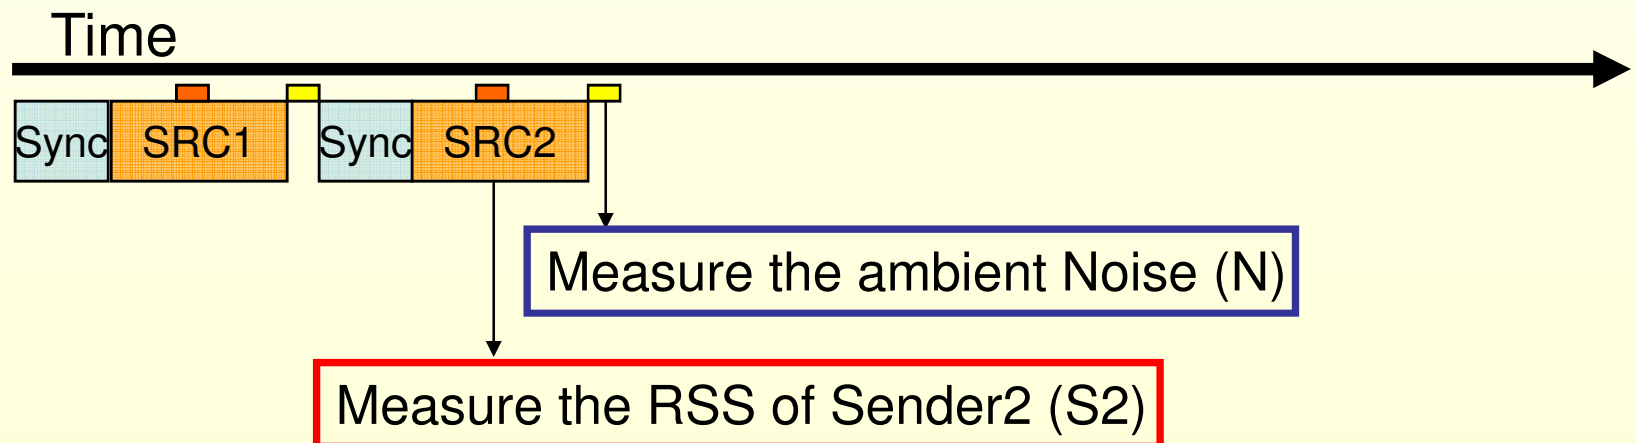 Time
Sync SRC1 Sync SRC2
Measure the ambient Noise (N)
Measure the RSS of Sender2 (S2)